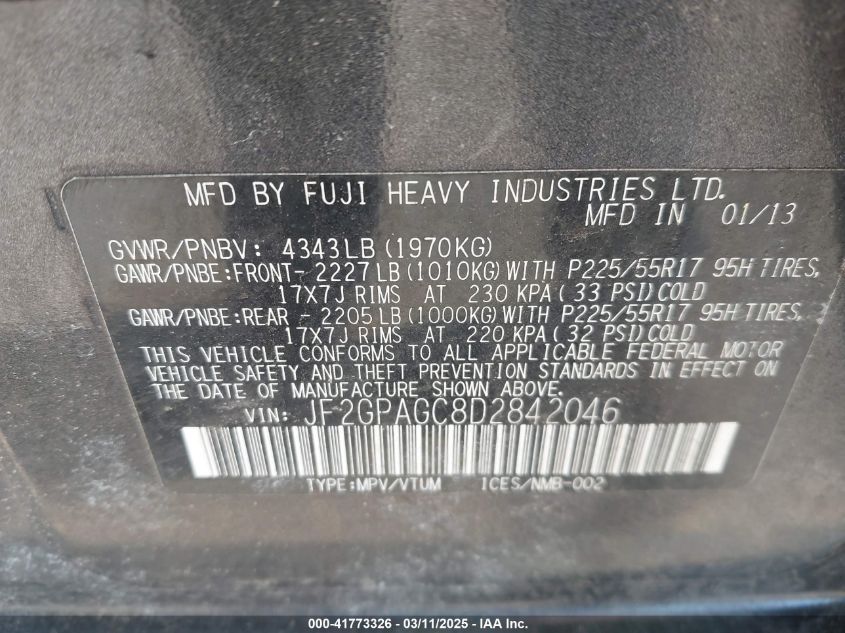 MFD BY FUJI HEAVY INDUSTRIES LTD.
MFD IN 01/13
GVWR/PNBV: 4343LB(1970KG)
GAWR/PNBE:FRONT-2227LB(1010KG)WITH P225/55R17 95H TIRES,
17X7J RIMS AT 230 KPA(33 PSI)COLD
GAWR/PNBE:REAR -2205LB(1000KG)WITH P225/55R17 95H TIRES,
17X7J RIMS AT 220 KPA(32 PSI)COLD
THIS VEHICLE CONFORMS TO ALL APPLICABLE FEDERAL MOTOR
VEHICLE SAFETY AND THEFT PREVENTION STANDARDS IN EFFECT ON
THE DATE OF MANUFACTURE SHOWN ABOVE.
VIN: JF2GPAGC8D2842046
TYPE:MPV/VTUM ICES/NMB-002
000-41773326 - 03/11/2025 - IAA Inc.